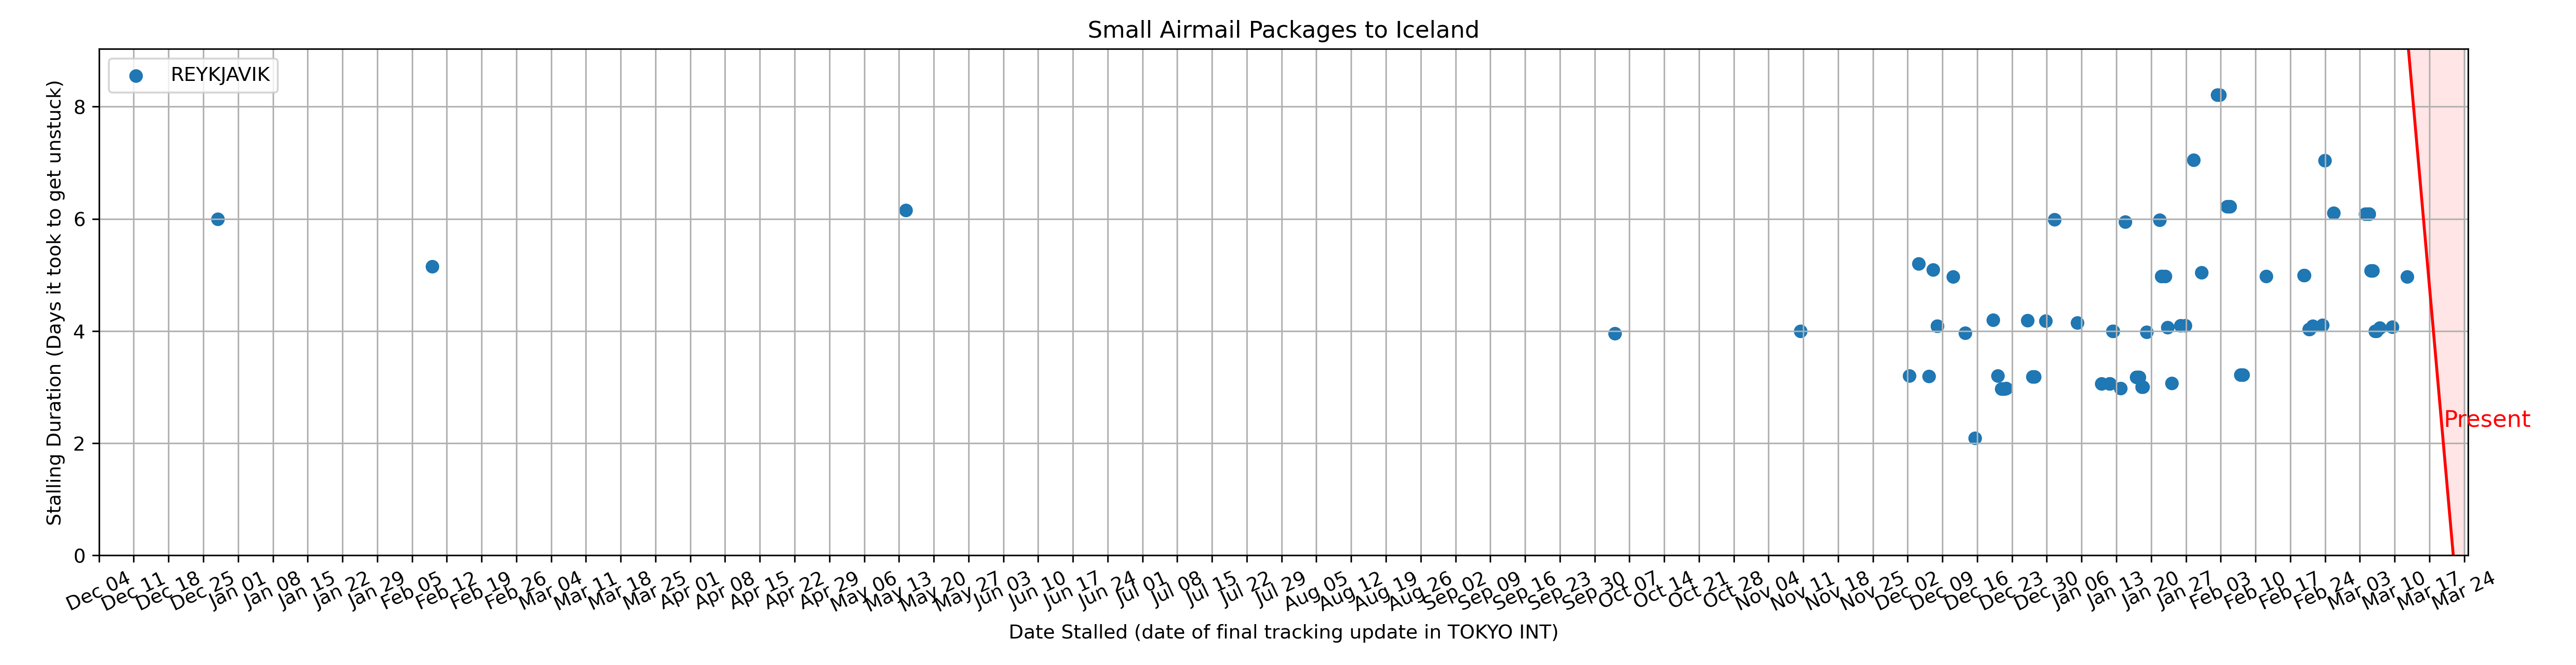 Small Airmail Packages to Iceland
REYKJAVIK
Stalling Duration (Days it took to get unstuck)
8
6
4
2
0
Present
Dec 04 Dec 11 Dec 18 Dec 25 Jan 01 Jan 08 Jan 15 Jan 22 Jan 29 Feb 05 Feb 12 Feb 19 Feb 26 Mar 04 Mar 11 Mar 18 Mar 25 Apr 01 Apr 08 Apr 15 Apr 22 Apr 29 May 06 May 13 May 20 May 27 Jun 03 Jun 10 Jun 17 Jun 24 Jul 01 Jul 08 Jul 15 Jul 22 Jul 29 Aug 05 Aug 12 Aug 19 Aug 26 Sep 02 Sep 09 Sep 16 Sep 23 Sep 30 Oct 07 Oct 14 Oct 21 Oct 28 Nov 04 Nov 11 Nov 18 Nov 25 Dec 02 Dec 09 Dec 16 Dec 23 Dec 30 Jan 06 Jan 13 Jan 20 Jan 27 Feb 03 Feb 10 Feb 17 Feb 24 Mar 03 Mar 10 Mar 17 Mar 24
Date Stalled (date of final tracking update in TOKYO INT)